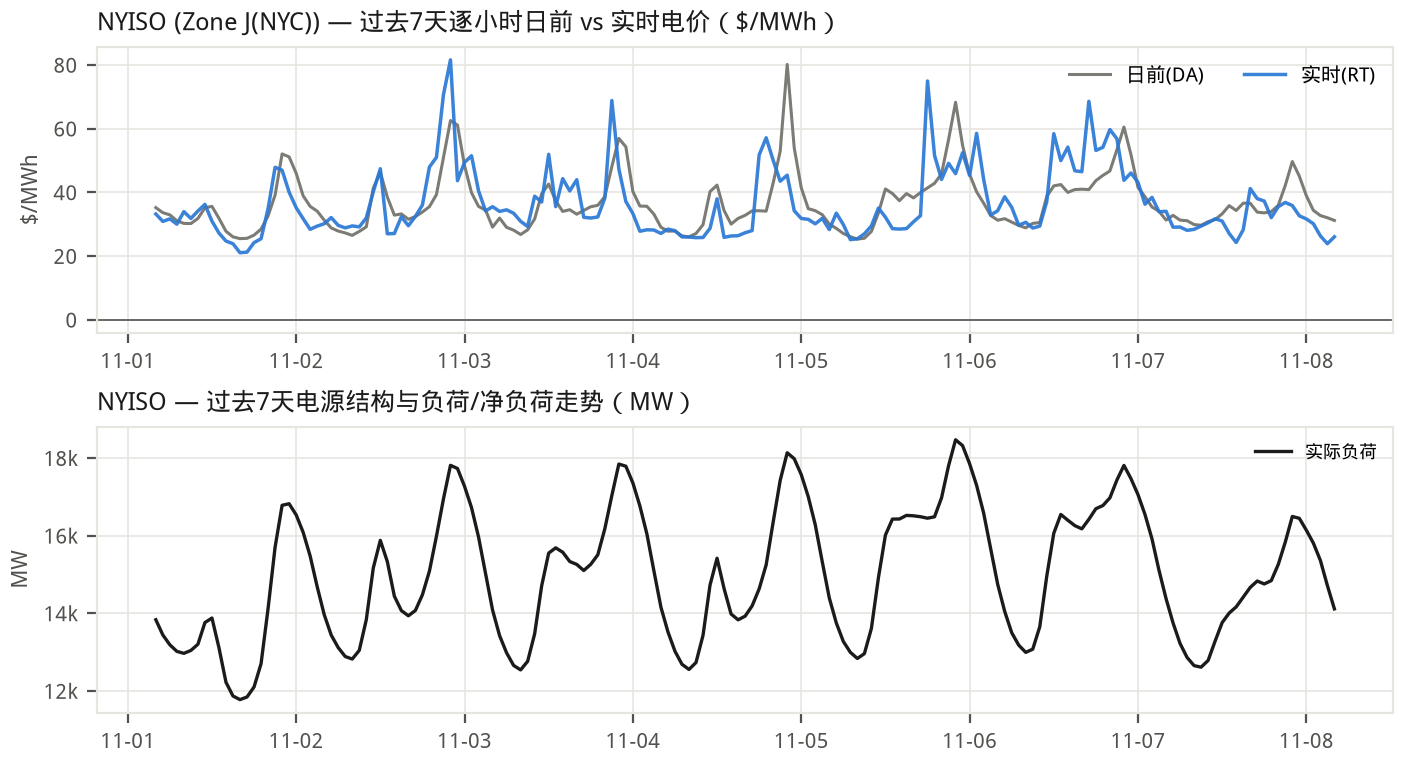 NYISO (Zone J(NYC)) — 过去7天逐小时日前 vs 实时电价（$/MWh）
日前(DA) 实时(RT)
$/MWh
80
60
40
20
0
11-01 11-02 11-03 11-04 11-05 11-06 11-07 11-08
NYISO — 过去7天电源结构与负荷/净负荷走势（MW）
实际负荷
MW
18k
16k
14k
12k
11-01 11-02 11-03 11-04 11-05 11-06 11-07 11-08